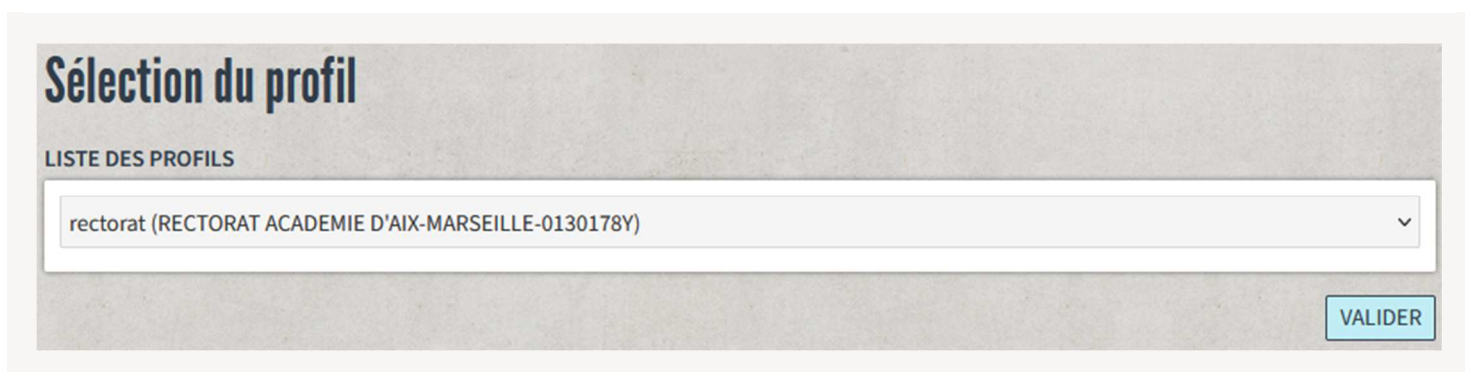 Sélection du profil
LISTE DES PROFILS
rectorat (RECTORAT ACADEMIE D'AIX-MARSEILLE-0130178Y)
VALIDER